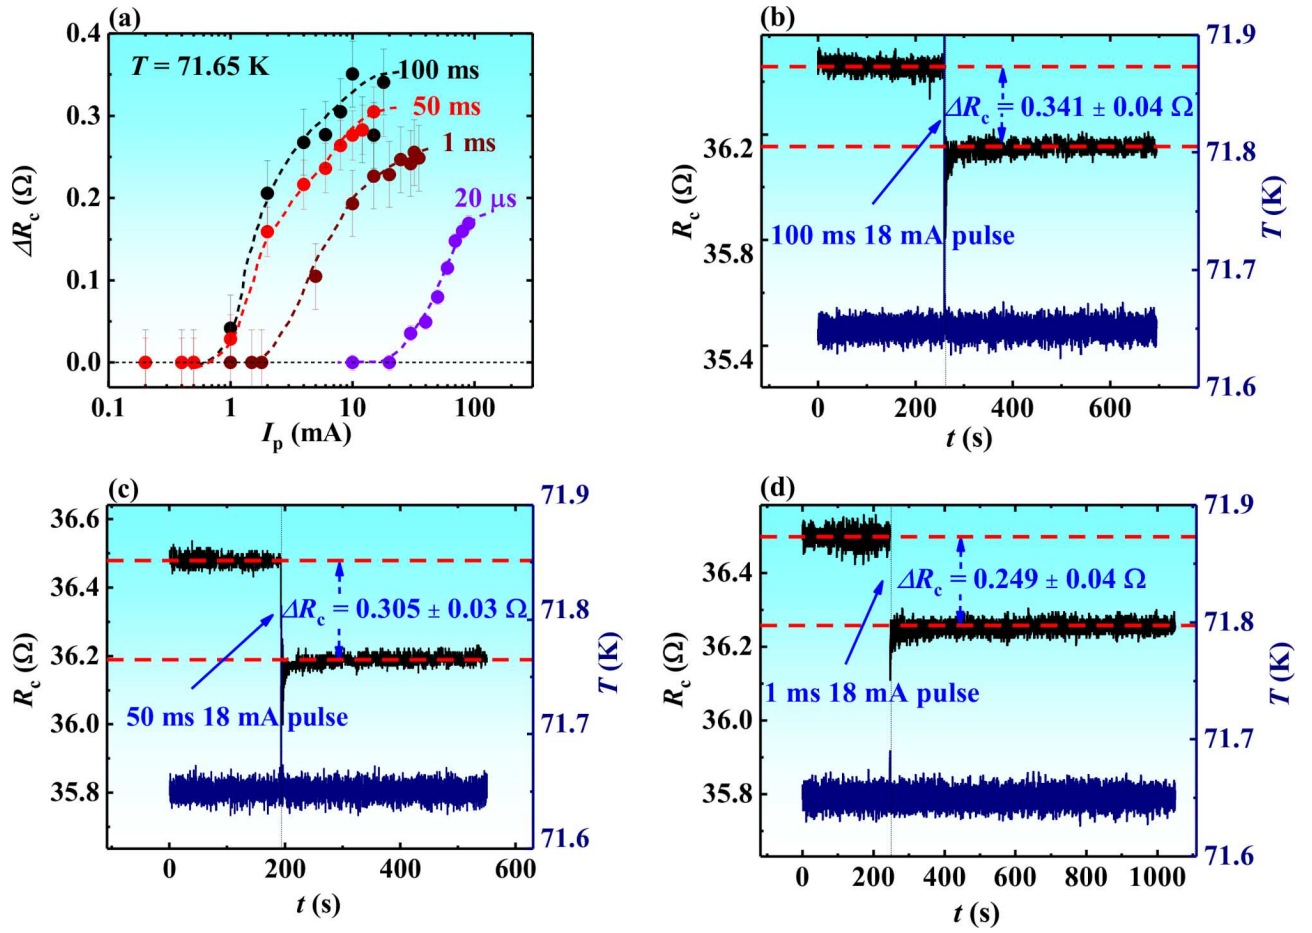 (a)
T = 71.65 K
100 ms
50 ms
1 ms
20 μs
0.4
0.3
0.2
0.1
0.0
ΔRc (Ω)
0.1 1 10 100
Ip (mA)
(b)
ΔRc = 0.341 ± 0.04 Ω
100 ms 18 mA pulse
36.2
35.8
35.4
Rc (Ω)
71.9
71.8
71.7
71.6
T (K)
0 200 400 600
t (s)
(c)
ΔRc = 0.305 ± 0.03 Ω
50 ms 18 mA pulse
36.6
36.4
36.2
36.0
35.8
Rc (Ω)
71.9
71.8
71.7
71.6
T (K)
0 200 400 600
t (s)
(d)
ΔRc = 0.249 ± 0.04 Ω
1 ms 18 mA pulse
36.4
36.2
36.0
35.8
Rc (Ω)
71.9
71.8
71.7
71.6
T (K)
0 200 400 600 800 1000
t (s)